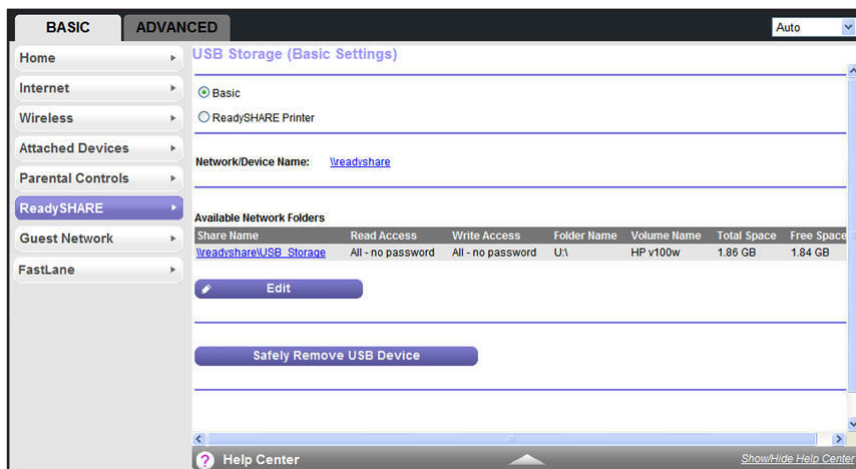 BASIC
ADVANCED
Auto
Home
Internet
Wireless
Attached Devices
Parental Controls
ReadySHARE
Guest Network
FastLane
USB Storage (Basic Settings)
Basic
ReadySHARE Printer
Network/Device Name: \\readyshare
Available Network Folders
Share Name Read Access Write Access Folder Name Volume Name Total Space Free Space
\\readyshare\USB_Storage All - no password All - no password U:\ HP v100w 1.86 GB 1.84 GB
Edit
Safely Remove USB Device
? Help Center
Show/Hide Help Center